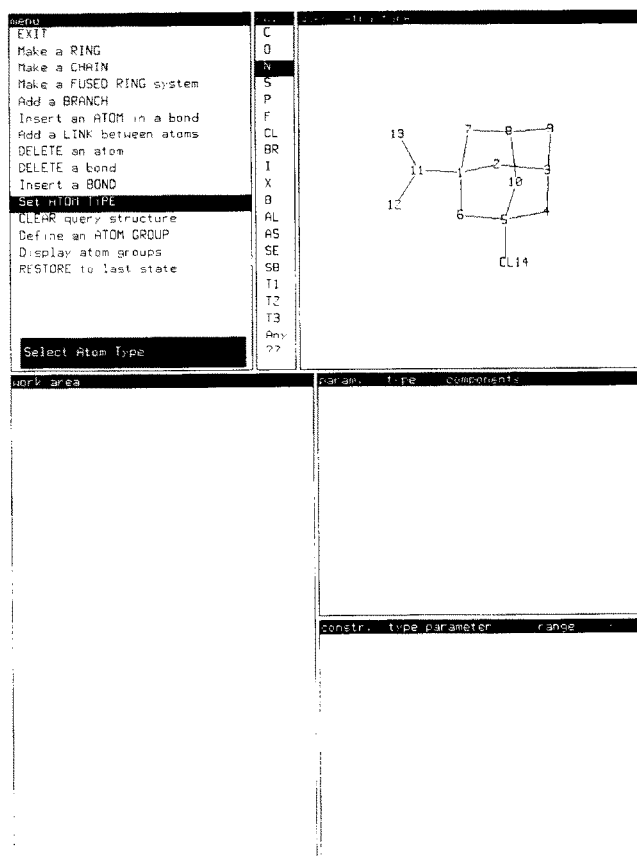 menu
EXIT
Make a RING
Make a CHAIN
Make a FUSED RING system
Add a BRANCH
Insert an ATOM in a bond
Add a LINK between atoms
DELETE an atom
DELETE a bond
Insert a BOND
Set ATOM TYPE
CLEAR query structure
Define an ATOM GROUP
Display atom groups
RESTORE to last state
Select Atom Type
C
O
N
S
P
F
CL
BR
I
X
B
AL
AS
SE
SB
T1
T2
T3
Any
??
structure
7 8 9
13
11 1 2 3
10
12
6 5 4
CL14
work area
param. type components
constr. type parameter range